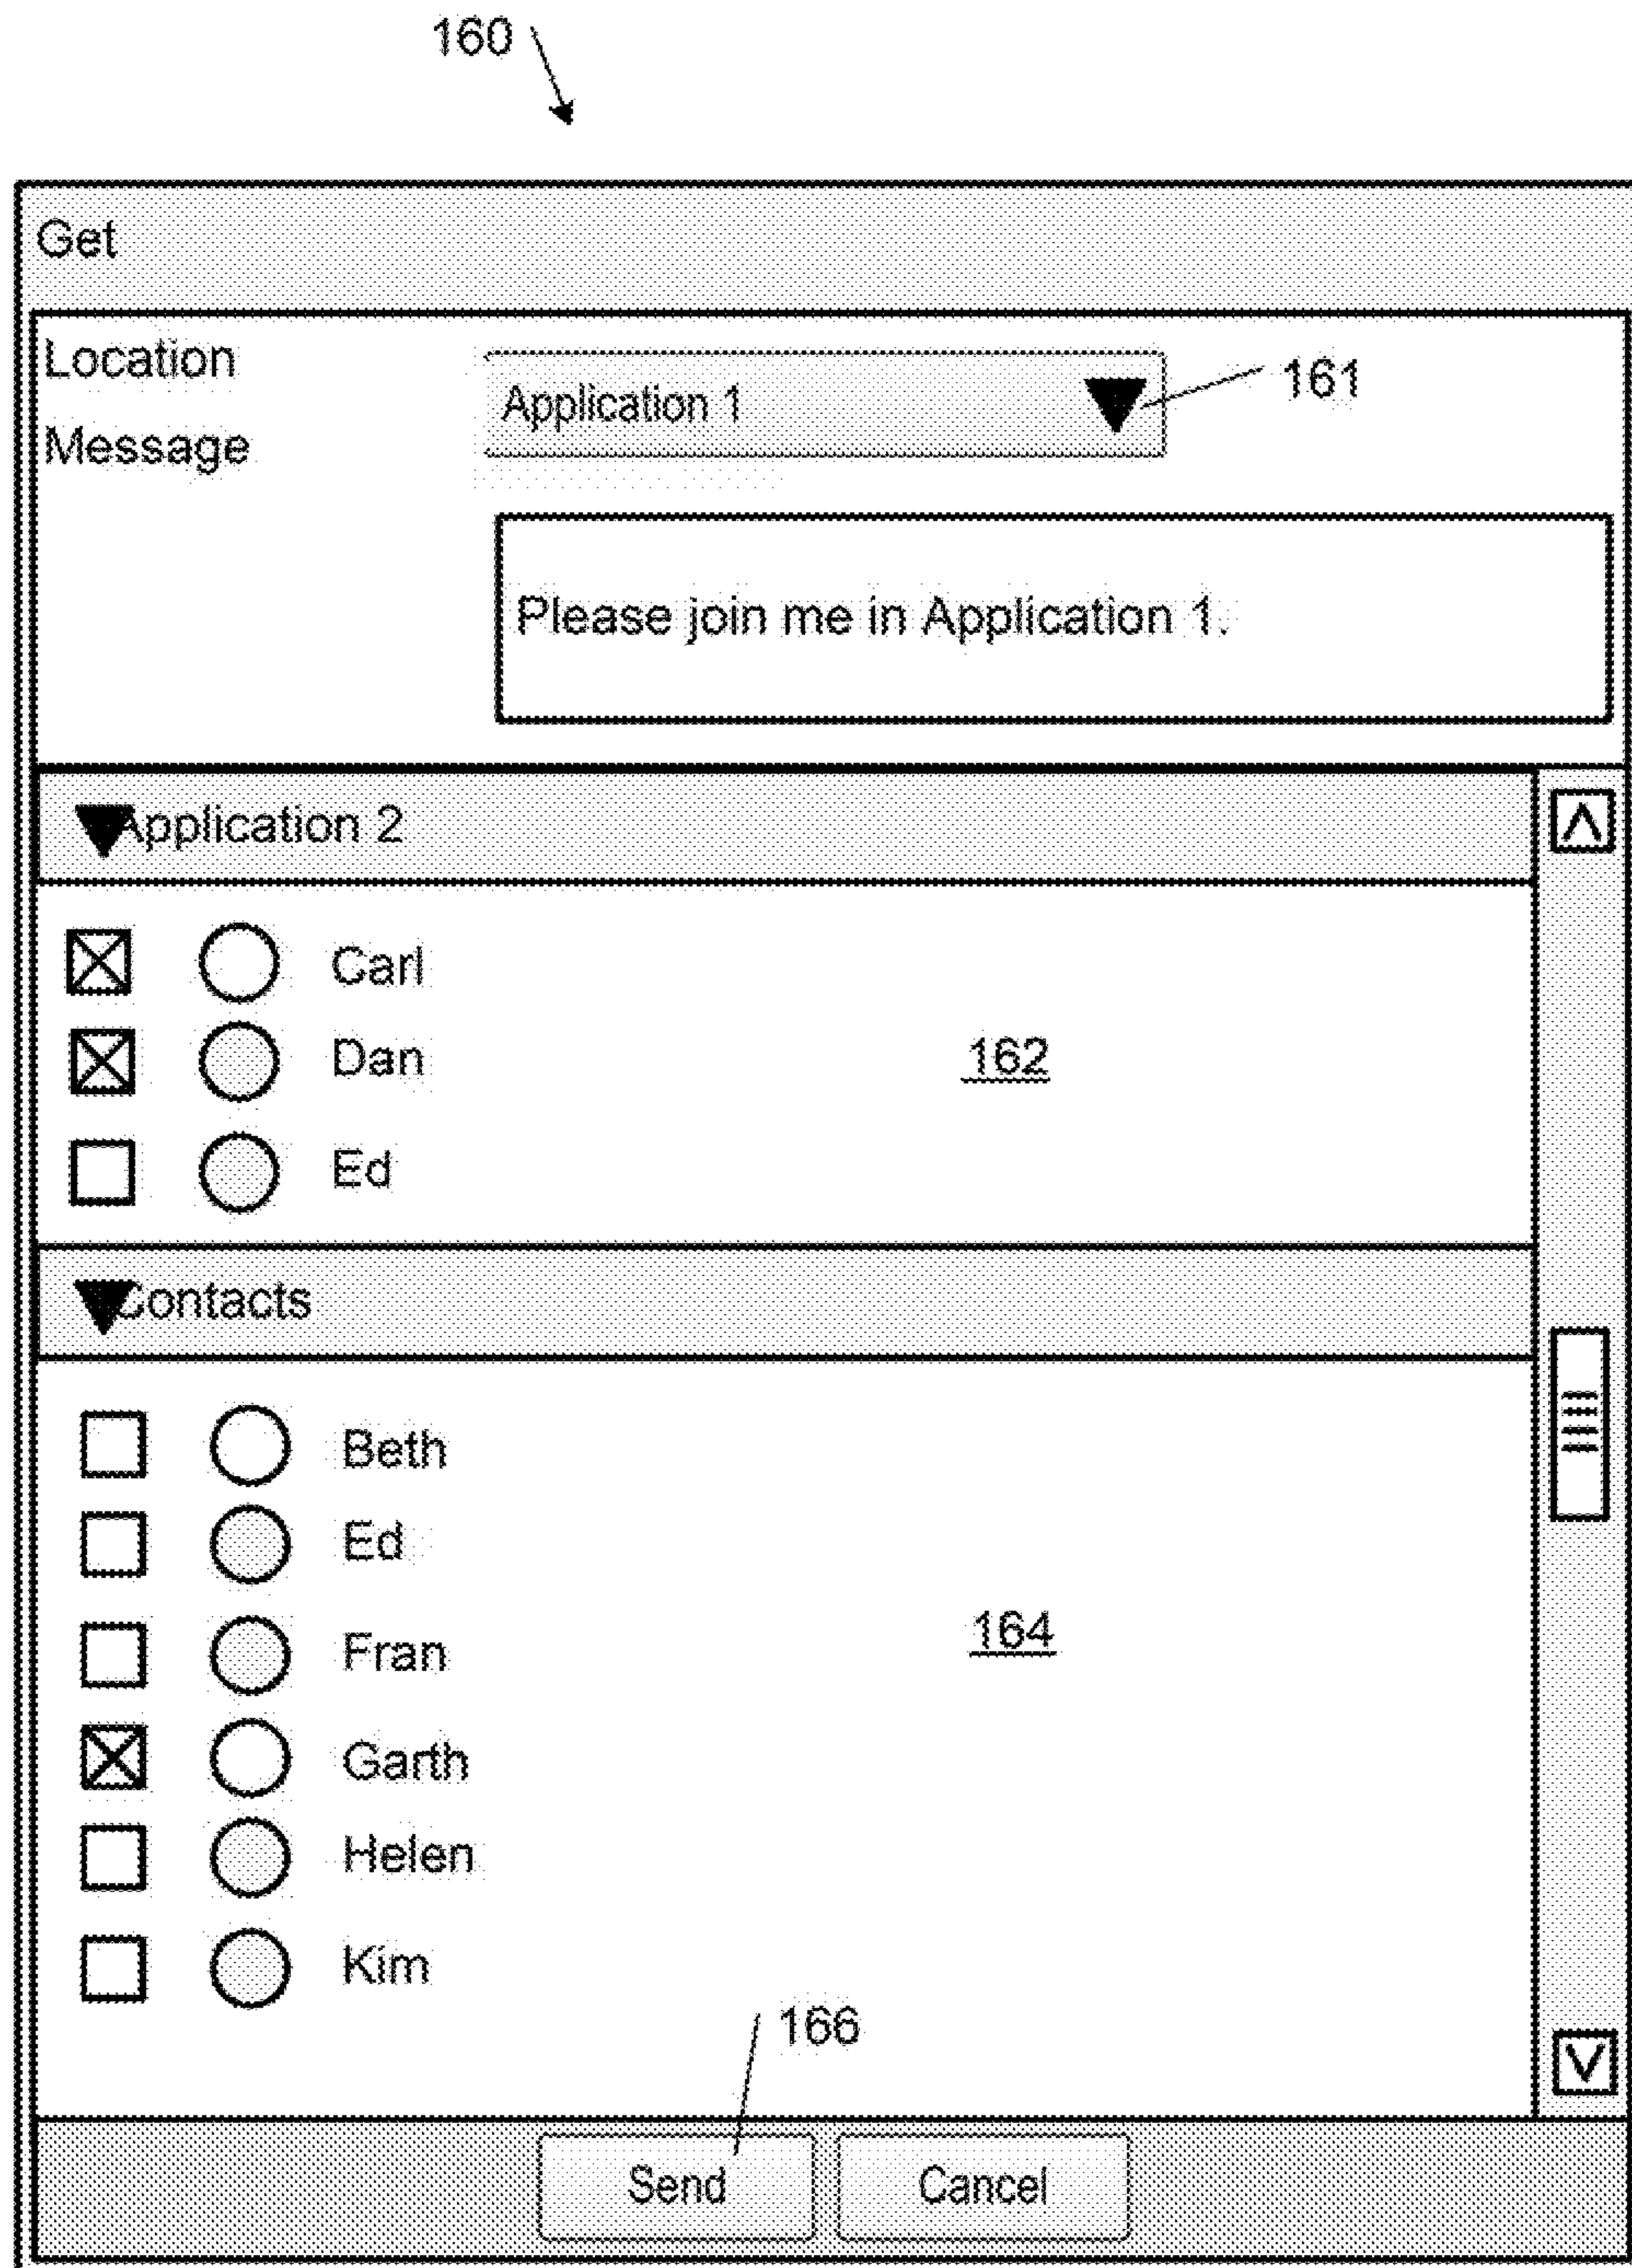 160
Get
Location
Application 1
161
Message
Please join me in Application 1.
Application 2
Carl
Dan
162
Ed
Contacts
Beth
Ed
Fran
164
Garth
Helen
Kim
166
Send
Cancel